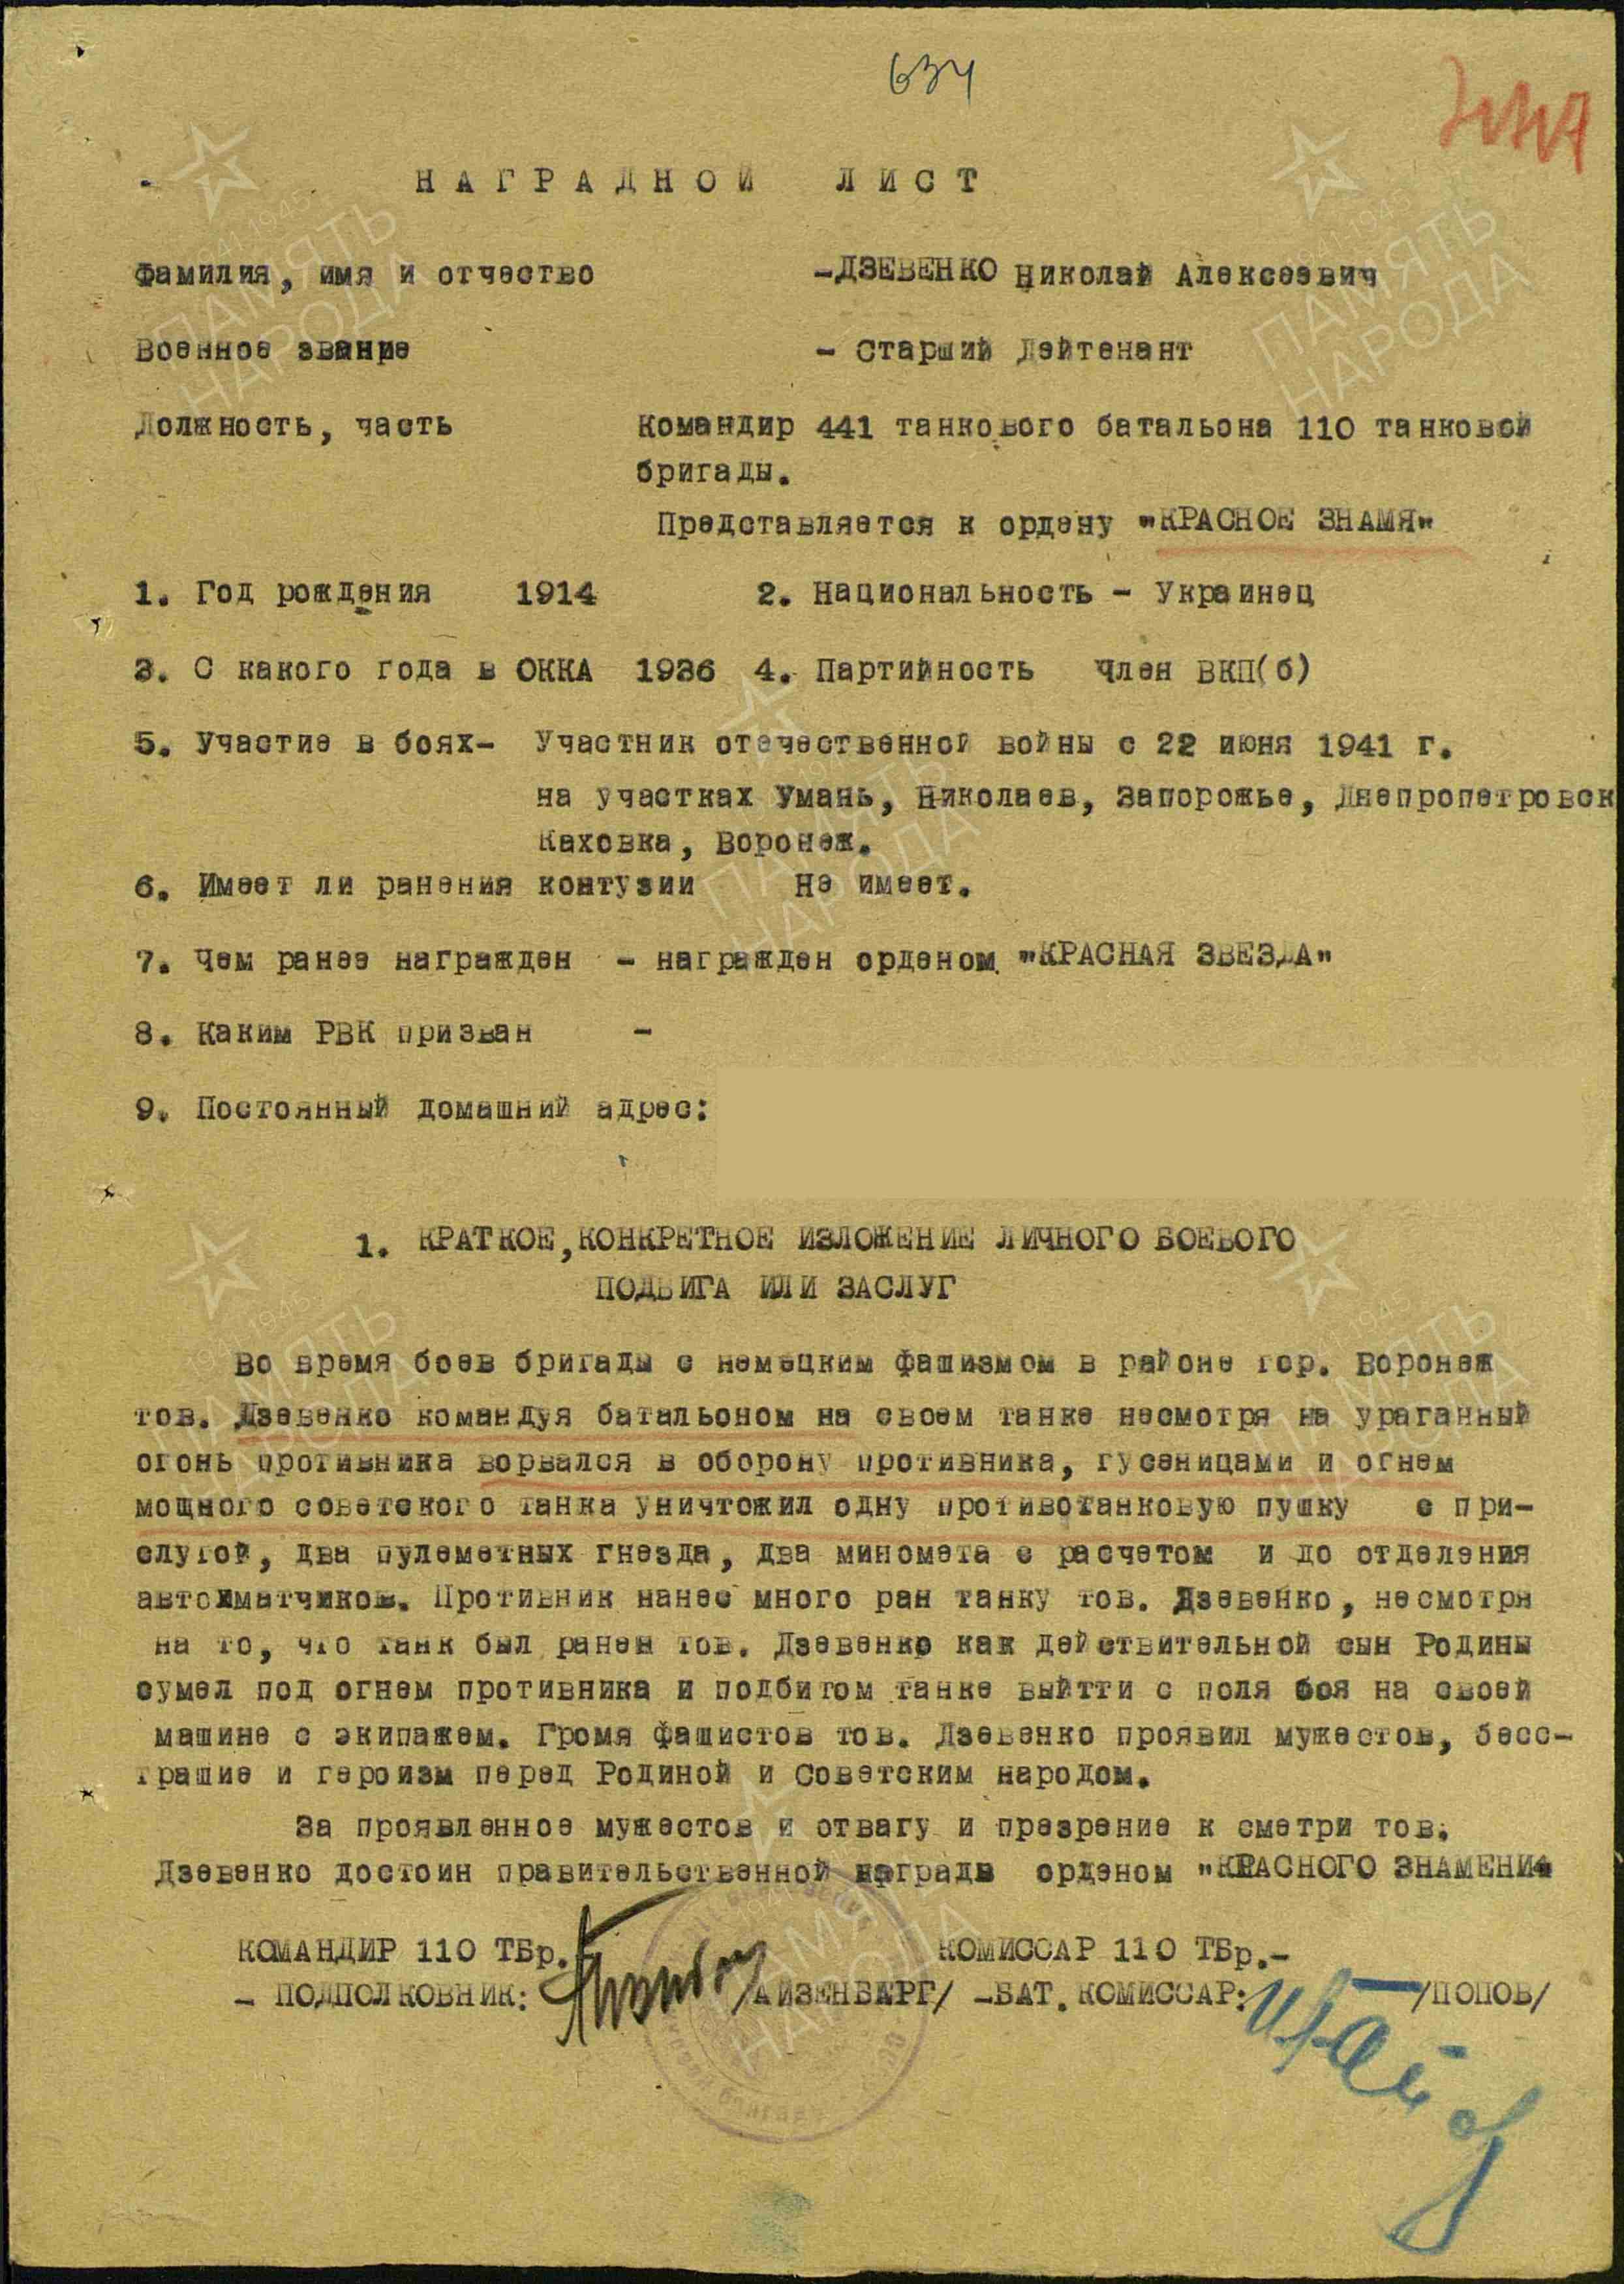 634
НАГРАДНОЙ ЛИСТ
Фамилия, имя и отчество -ДЗЕВЕНКО Николай Алексеевич
Военное звание - Старший Лейтенант
Должность, часть Командир 441 танкового батальона 110 танковой
бригады.
Представляется к ордену "КРАСНОЕ ЗНАМЯ"
1. Год рождения 1914 2. Национальность - Украинец
3. С какого года в ОККА 1936 4. Партийность Член ВКП(б)
5. Участие в боях- Участник отечественной войны с 22 июня 1941 г.
на участках Умань, Николаев, Запорожье, Днепропетровск
Каховка, Воронеж.
6. Имеет ли ранения контузии Не имеет.
7. Чем ранее награжден - награжден орденом "КРАСНАЯ ЗВЕЗДА"
8. Каким РВК призван -
9. Постоянный домашний адрес:
1. КРАТКОЕ, КОНКРЕТНОЕ ИЗЛОЖЕНИЕ ЛИЧНОГО БОЕВОГО
ПОДВИГА ИЛИ ЗАСЛУГ
Во время боев бригады с немецким фашизмом в районе гор. Воронеж
тов. Дзевенко командуя батальоном на своем танке несмотря на ураганный
огонь противника ворвался в оборону противника, гусеницами и огнем
мощного советского танка уничтожил одну противотанковую пушку с при-
слугой, два пулеметных гнезда, два миномета с расчетом и до отделения
автоматчиков. Противник нанес много ран танку тов. Дзевенко, несмотря
на то, что танк был ранен тов. Дзевенко как действительной сын Родины
сумел под огнем противника и подбитом танке выйтти с поля боя на своей
машине с экипажем. Громя фашистов тов. Дзевенко проявил мужестов, бесс-
трашие и героизм перед Родиной и Советским народом.
За проявленное мужестов и отвагу и презрение к сметри тов.
Дзевенко достоин правительственной награды орденом "КРАСНОГО ЗНАМЕНИ"
КОМАНДИР 110 ТБр. КОМИССАР 110 ТБр.-
- ПОДПОЛКОВНИК: /АЙЗЕНБАРГ/ -БАТ. КОМИССАР: /ПОПОВ/
1941 1945
ПАМЯТЬ
НАРОДА